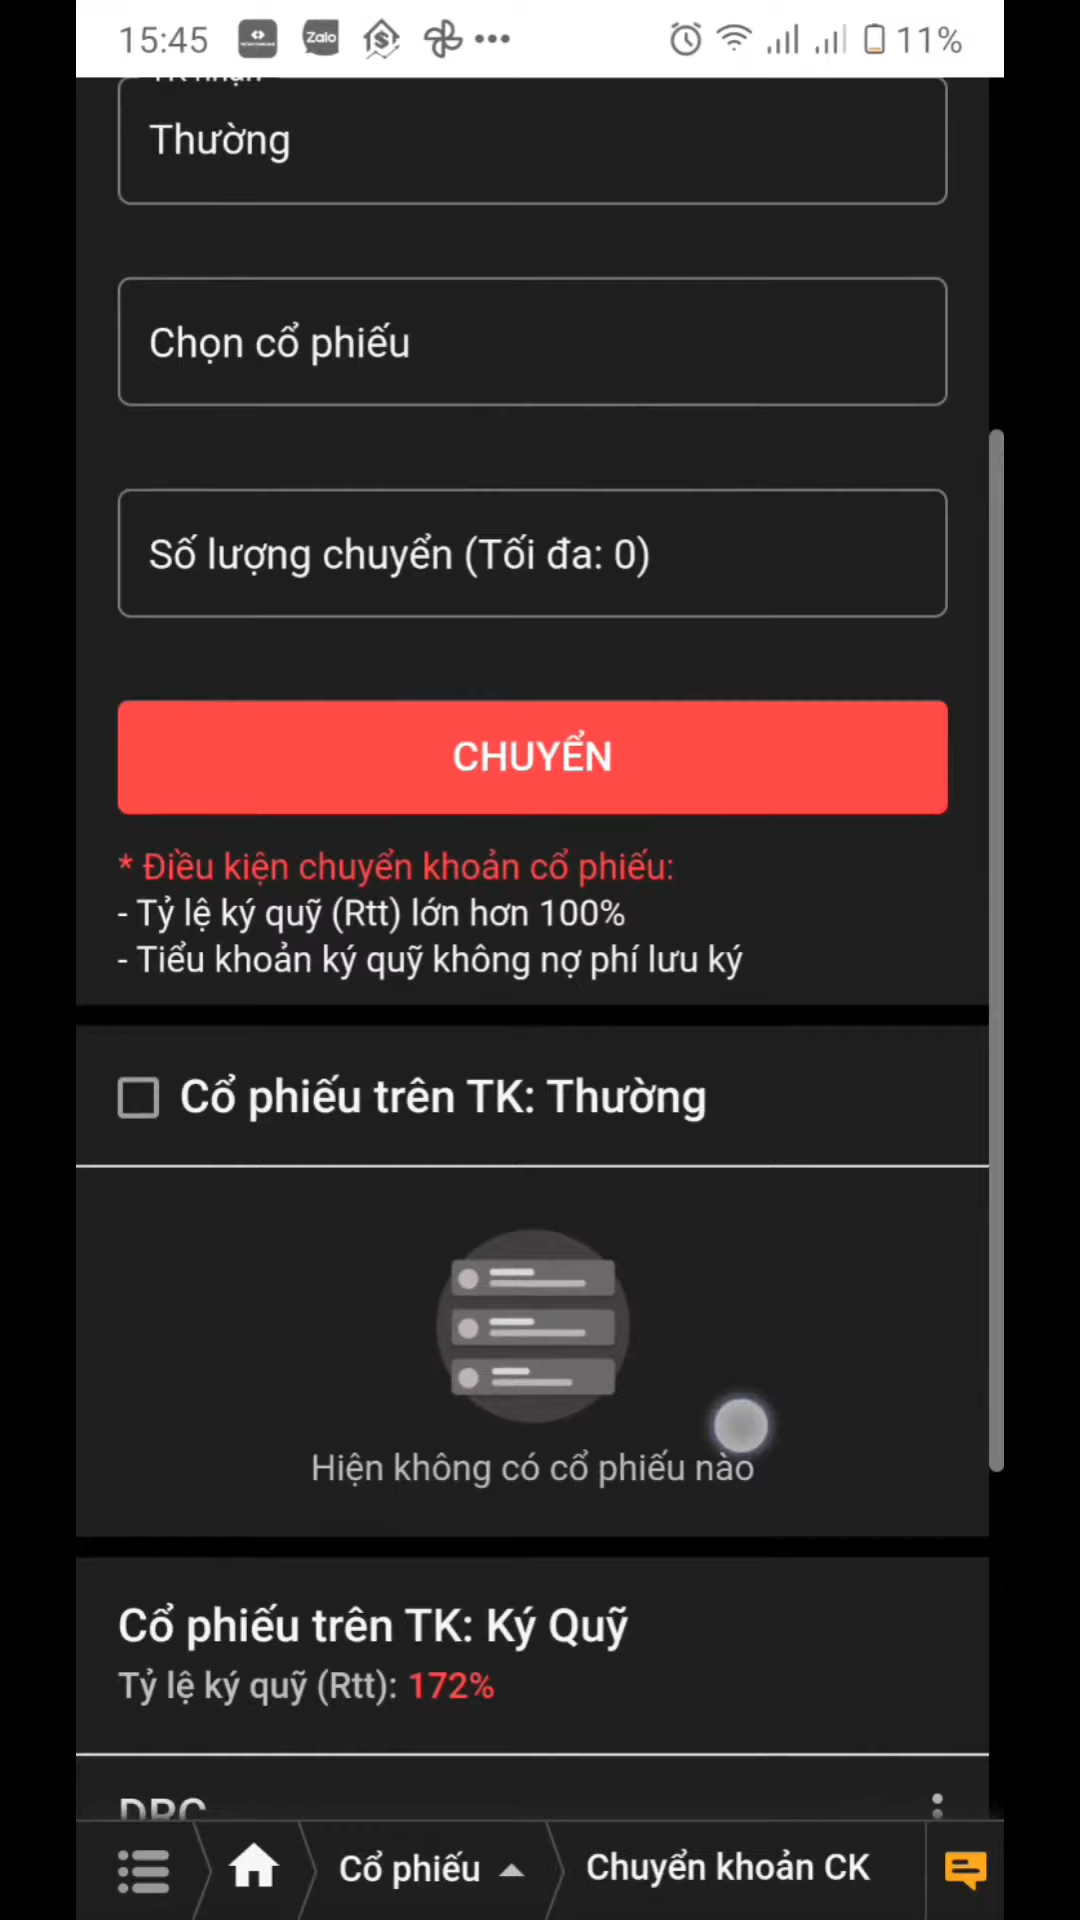 15:45
Zalo
11%
TK nhận
Thường
Chọn cổ phiếu
Số lượng chuyển (Tối đa: 0)
CHUYỂN
* Điều kiện chuyển khoản cổ phiếu:
- Tỷ lệ ký quỹ (Rtt) lớn hơn 100%
- Tiểu khoản ký quỹ không nợ phí lưu ký
Cổ phiếu trên TK: Thường
Hiện không có cổ phiếu nào
Cổ phiếu trên TK: Ký Quỹ
Tỷ lệ ký quỹ (Rtt): 172%
DRC
Cổ phiếu
Chuyển khoản CK